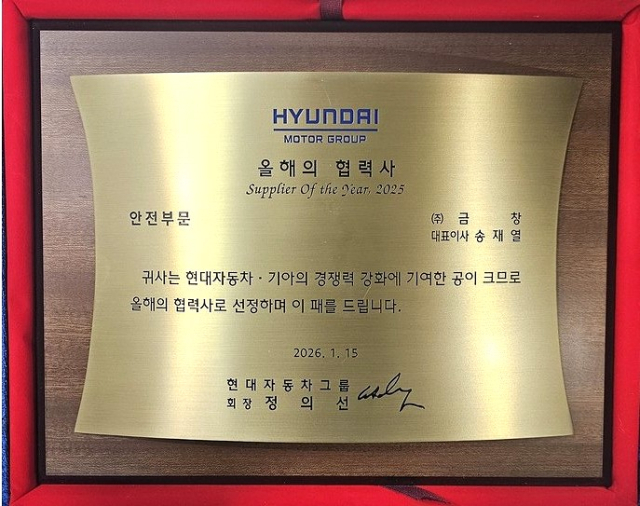 HYUNDAI
MOTOR GROUP
올해의 협력사
Supplier Of the Year, 2025
안전부문
㈜ 금 창
대표이사 송 재 열
귀사는 현대자동차 · 기아의 경쟁력 강화에 기여한 공이 크므로
올해의 협력사로 선정하며 이 패를 드립니다.
2026. 1. 15
현대자동차그룹
회장 정 의 선